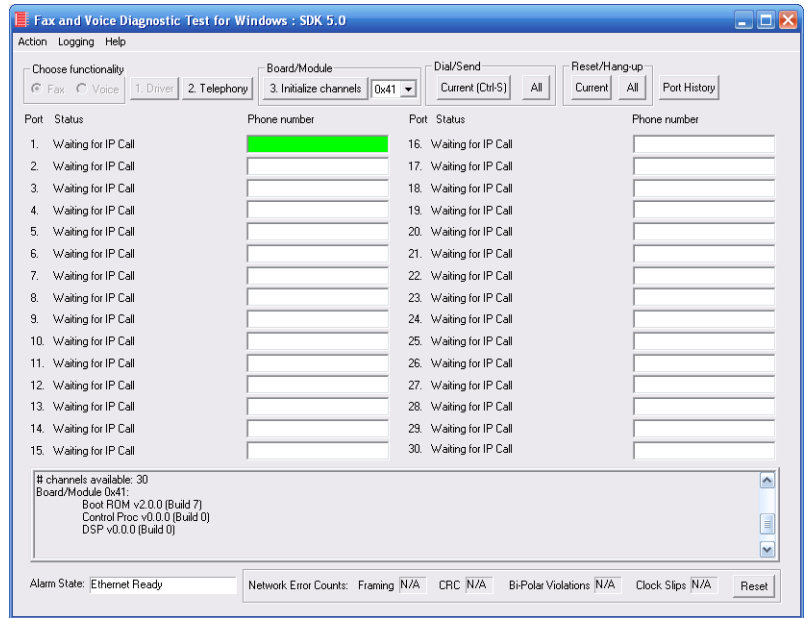 Fax and Voice Diagnostic Test for Windows : SDK 5.0
Action Logging Help
Choose functionality
Fax Voice 1. Driver 2. Telephony
Board/Module
3. Initialize channels 0x41
Dial/Send
Current (Ctrl-S) All
Reset/Hang-up
Current All Port History
Port Status Phone number Port Status Phone number
1. Waiting for IP Call 16. Waiting for IP Call
2. Waiting for IP Call 17. Waiting for IP Call
3. Waiting for IP Call 18. Waiting for IP Call
4. Waiting for IP Call 19. Waiting for IP Call
5. Waiting for IP Call 20. Waiting for IP Call
6. Waiting for IP Call 21. Waiting for IP Call
7. Waiting for IP Call 22. Waiting for IP Call
8. Waiting for IP Call 23. Waiting for IP Call
9. Waiting for IP Call 24. Waiting for IP Call
10. Waiting for IP Call 25. Waiting for IP Call
11. Waiting for IP Call 26. Waiting for IP Call
12. Waiting for IP Call 27. Waiting for IP Call
13. Waiting for IP Call 28. Waiting for IP Call
14. Waiting for IP Call 29. Waiting for IP Call
15. Waiting for IP Call 30. Waiting for IP Call
# channels available: 30
Board/Module 0x41:
Boot ROM v2.0.0 (Build 7)
Control Proc v0.0.0 (Build 0)
DSP v0.0.0 (Build 0)
Alarm State: Ethernet Ready Network Error Counts: Framing N/A CRC N/A Bi-Polar Violations N/A Clock Slips N/A Reset